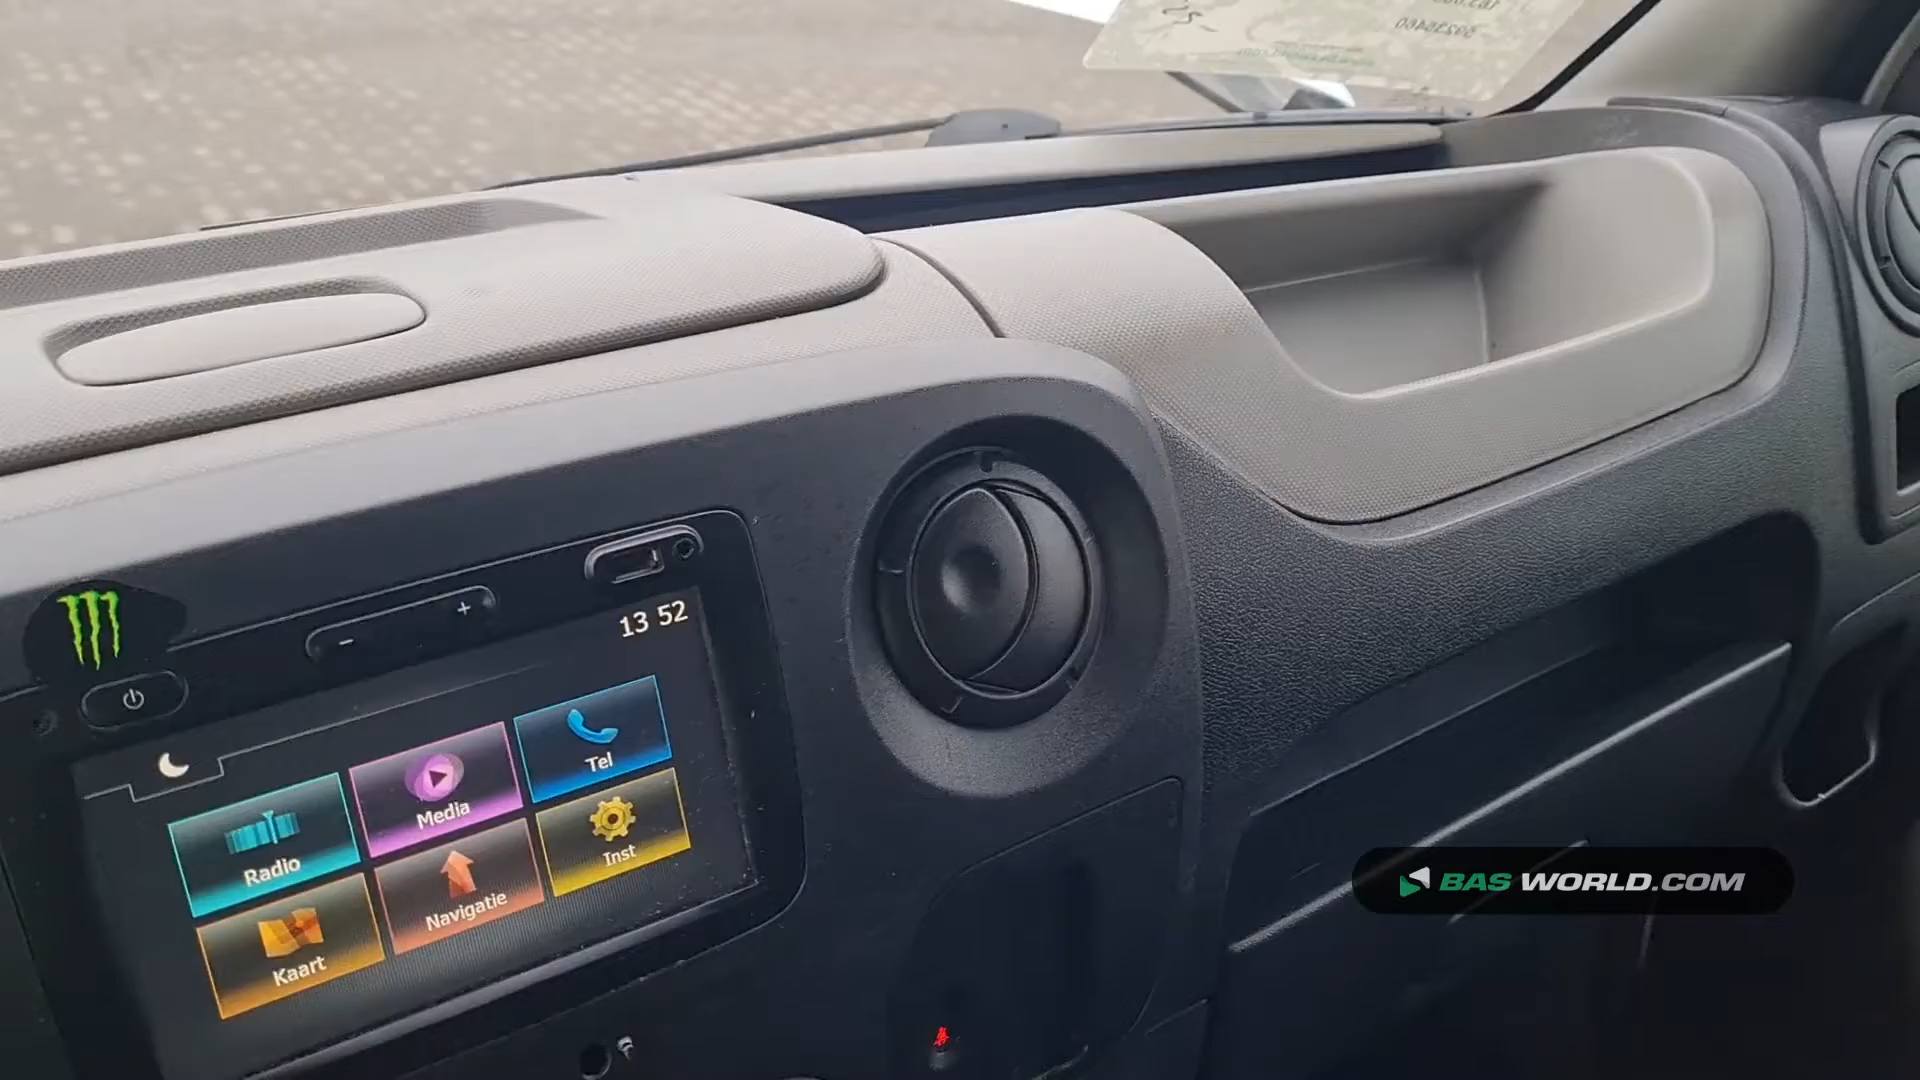 - +
13 52
Radio
Media
Tel
Kaart
Navigatie
Inst
BAS WORLD.COM